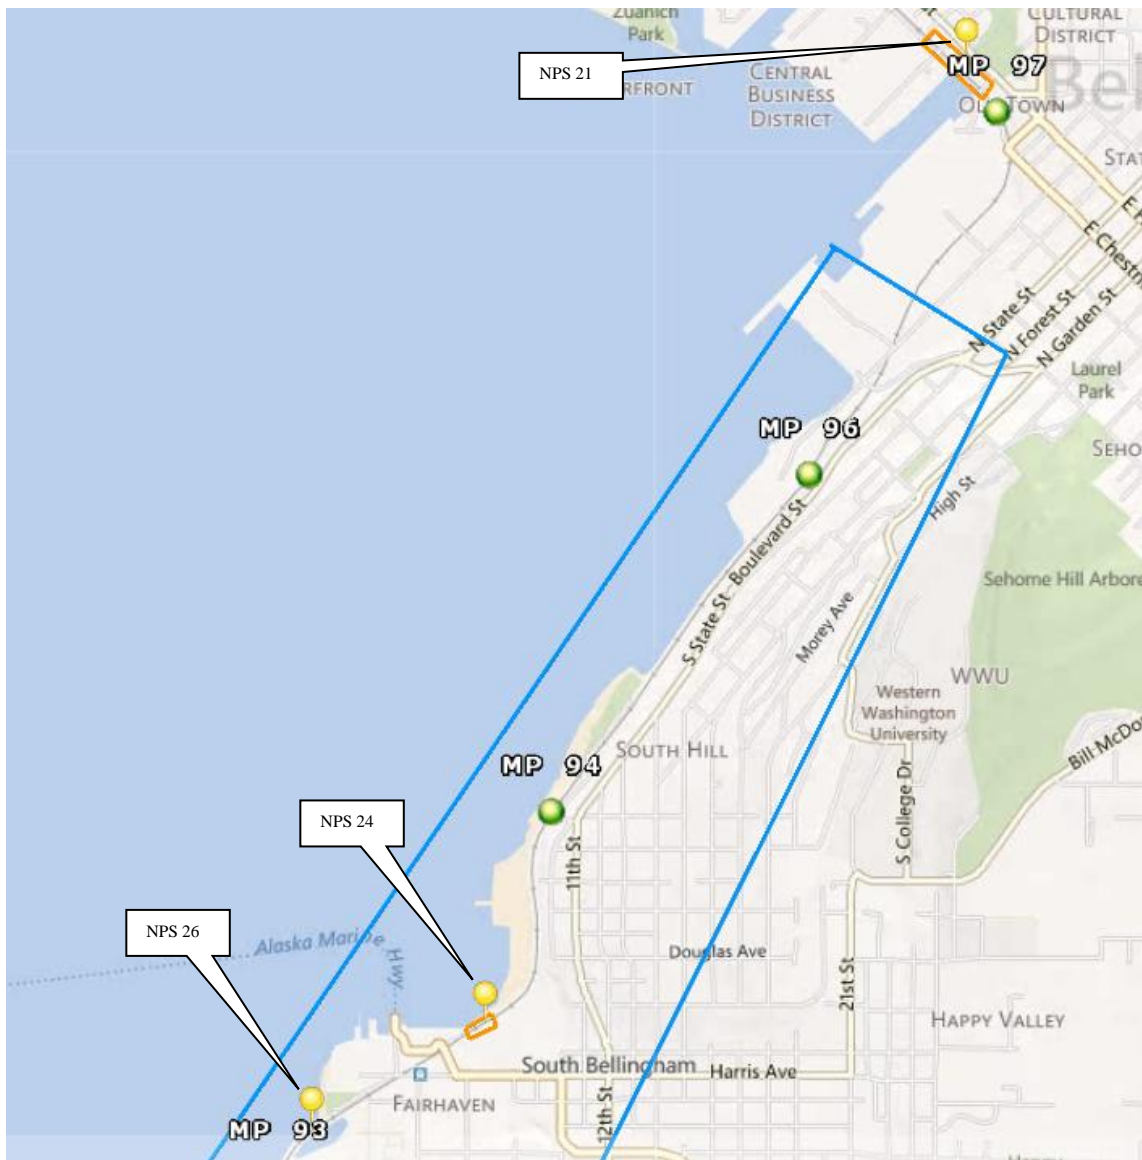 Zuanich
Park
CULTURAL
DISTRICT
St
NPS 21
RFRONT
CENTRAL
BUSINESS
DISTRICT
MP 97
Bel
OLD TOWN
STAT
E Chestn
N State St
N Forest St
N Garden St
Laurel
Park
MP 96
SEHO
High St
S State St
Boulevard St
Sehome Hill Arbore
Morey Ave
WWU
Western
Washington
University
Bill McDo
SOUTH HILL
MP 94
S College Dr
NPS 24
11th St
NPS 26
Alaska Marine
Hwy
Douglas Ave
21st St
HAPPY VALLEY
South Bellingham
Harris Ave
FAIRHAVEN
12th St
MP 93